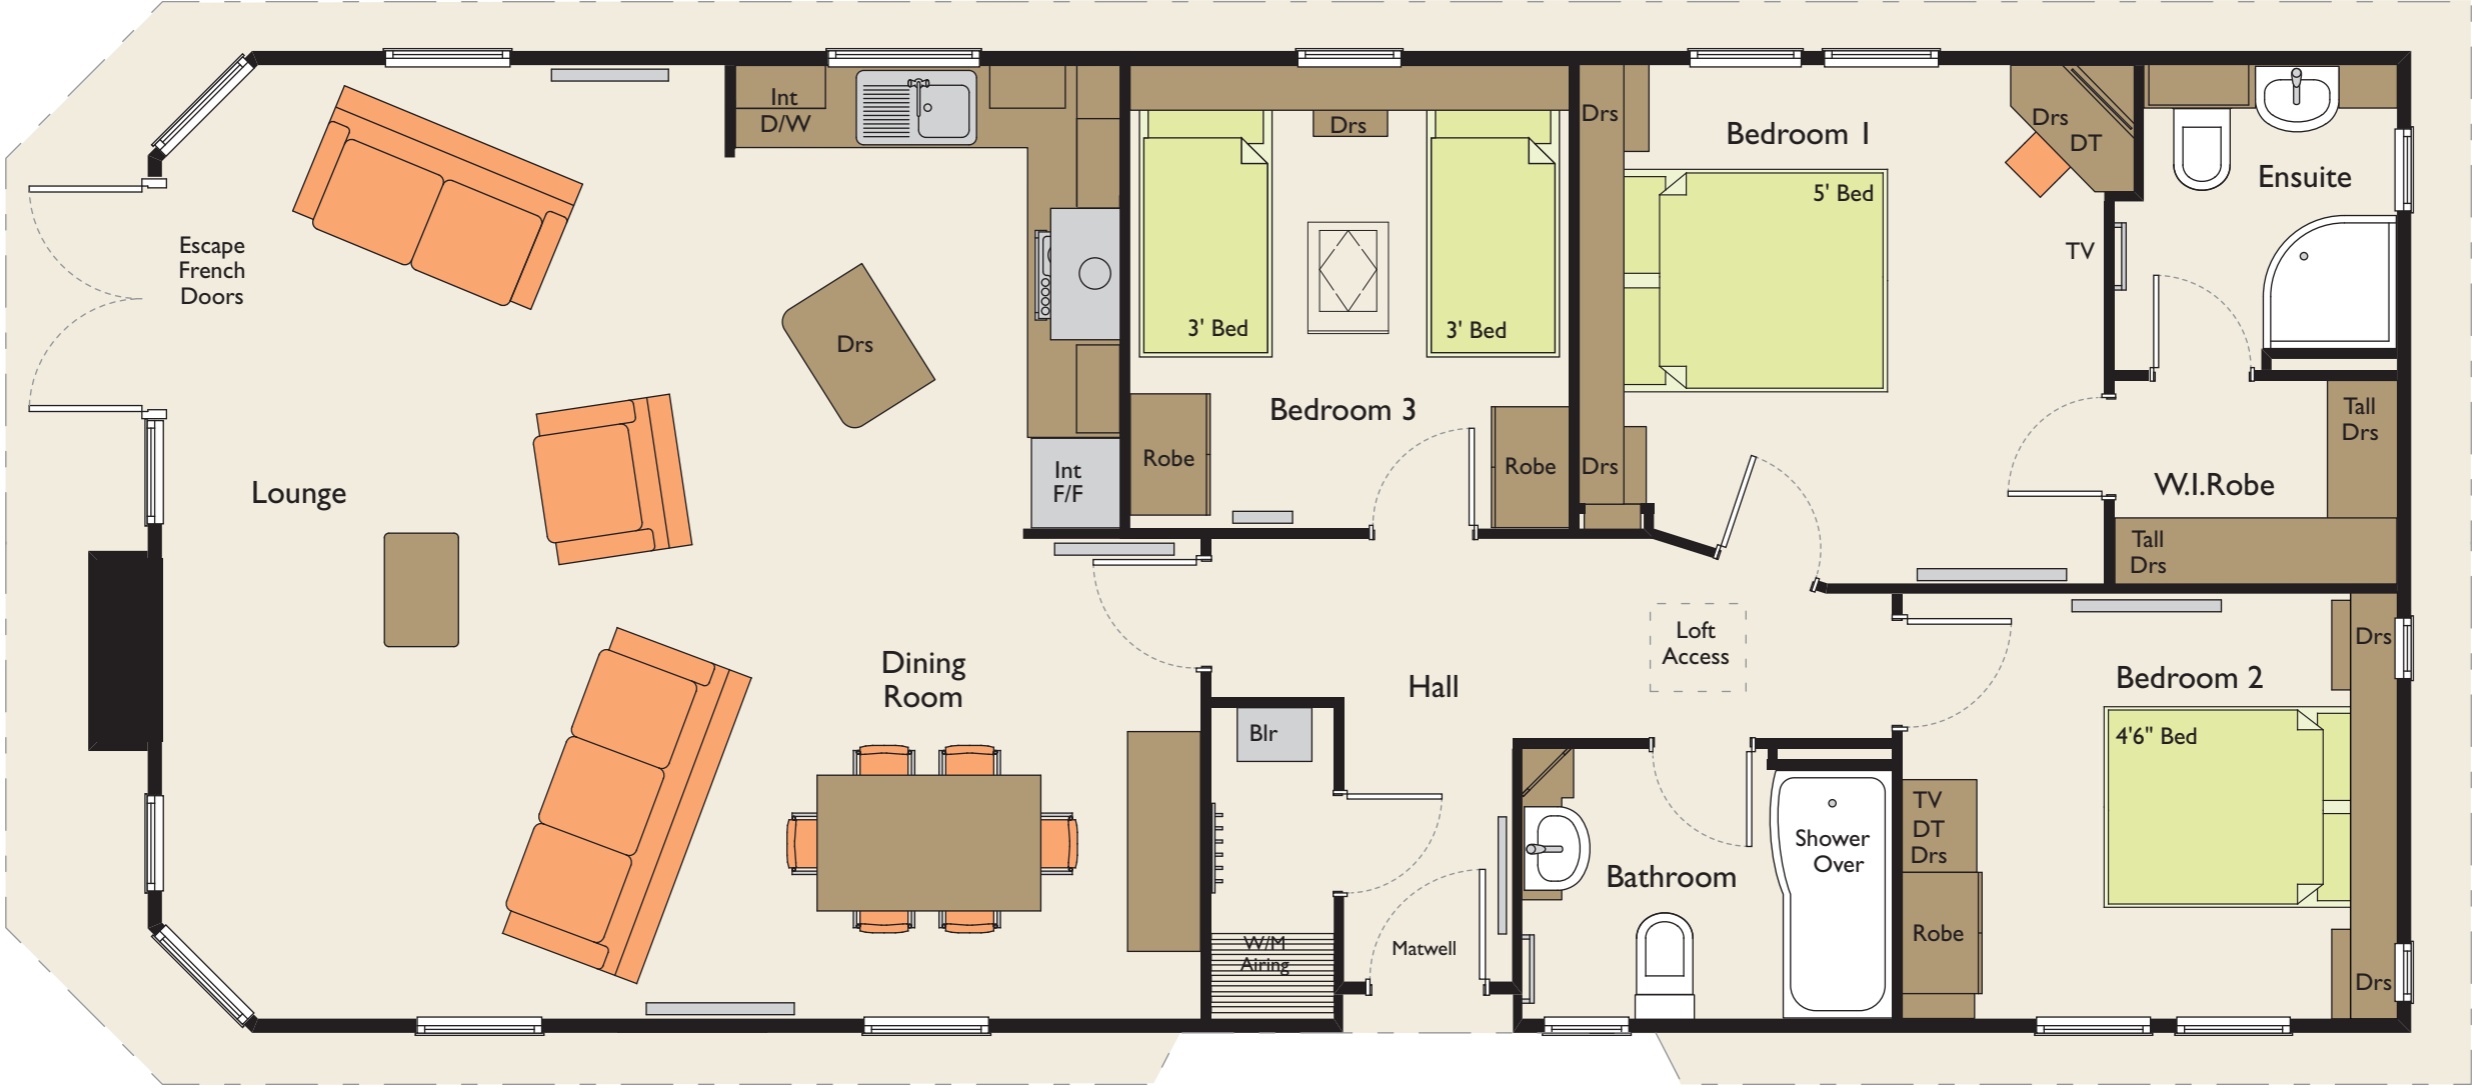 Int
D/W
Drs
Drs
Bedroom 1
5' Bed
Drs
DT
Ensuite
TV
Escape
French
Doors
Drs
3' Bed
3' Bed
Bedroom 3
Robe
Robe
Drs
Int
F/F
Lounge
Tall
Drs
W.I.Robe
Tall
Drs
Dining
Room
Hall
Loft
Access
Drs
Bedroom 2
4'6" Bed
Blr
TV
DT
Drs
Shower
Over
Bathroom
Robe
W/M
Airing
Matwell
Drs